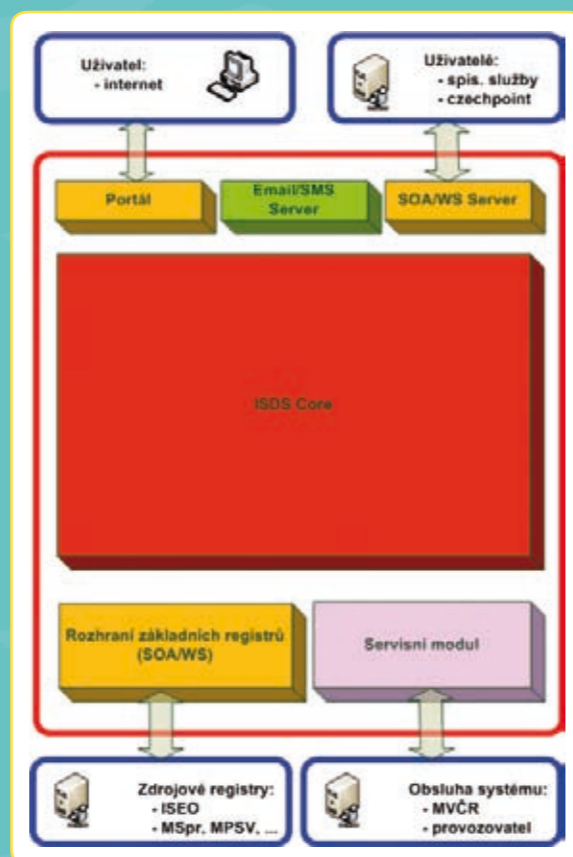 Uživatel:
- internet
Uživatelé:
- spis. služby
- czechpoint
Portál
Email/SMS
Server
SOA/WS Server
ISDS Core
Rozhraní základních registrů
(SOA/WS)
Servisní modul
Zdrojové registry:
- ISEO
- MSpr, MPSV, ...
Obsluha systému:
- MVČR
- provozovatel